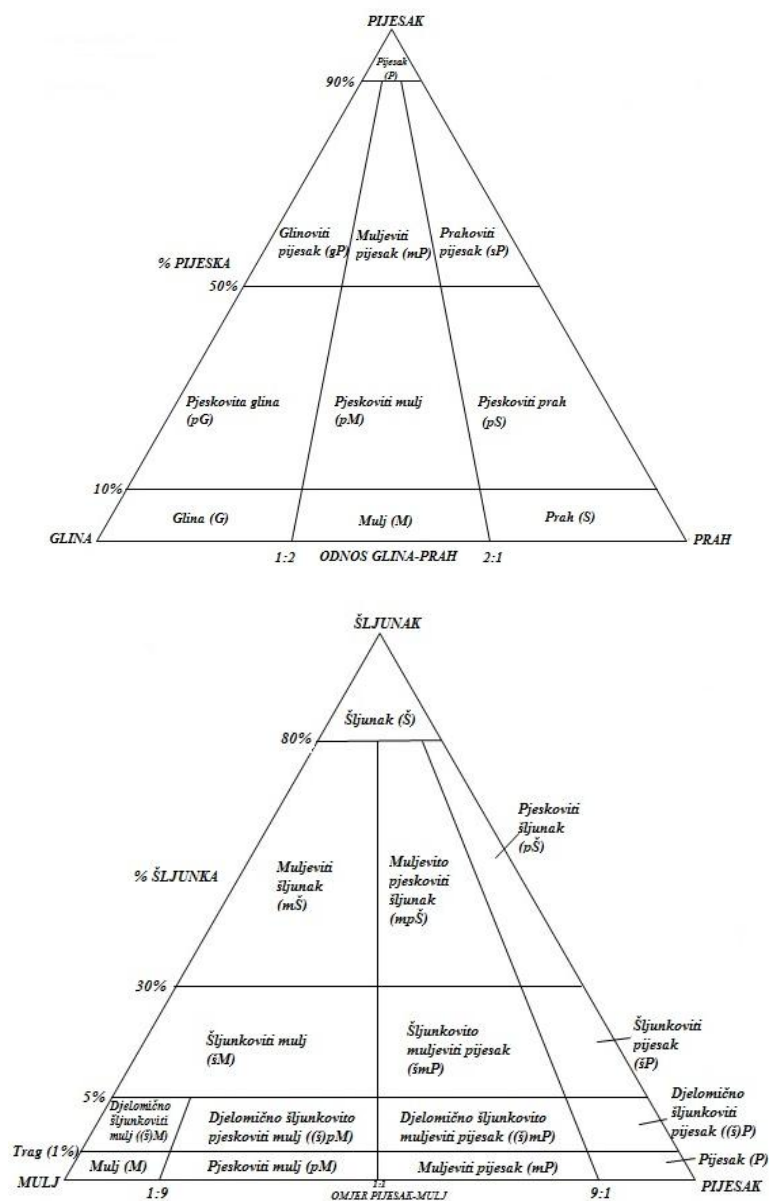 PIJESAK
Pijesak
(P)
90%
Glinoviti
pijesak (gP)
Muljeviti
pijesak (mP)
Prahoviti
pijesak (sP)
% PIJESKA
50%
Pjeskovita glina
(pG)
Pjeskoviti mulj
(pM)
Pjeskoviti prah
(pS)
10%
Glina (G)
Mulj (M)
Prah (S)
GLINA
PRAH
1:2
ODNOS GLINA-PRAH
2:1
ŠLJUNAK
Šljunak (Š)
80%
Pjeskoviti
šljunak
(pŠ)
% ŠLJUNKA
Muljeviti
šljunak
(mŠ)
Muljevito
pjeskoviti
šljunak
(mpŠ)
30%
Šljunkoviti mulj
(šM)
Šljunkovito
muljeviti pijesak
(šmP)
Šljunkoviti
pijesak
(šP)
5%
Djelomično
šljunkoviti
mulj ((š)M)
Djelomično šljunkovito
pjeskoviti mulj ((š)pM)
Djelomično šljunkovito
muljeviti pijesak ((š)mP)
Djelomično
šljunkoviti
pijesak ((š)P)
Trag (1%)
Mulj (M)
Pjeskoviti mulj (pM)
Muljeviti pijesak (mP)
Pijesak (P)
MULJ
PIJESAK
1:9
1:1
OMJER PIJESAK-MULJ
9:1